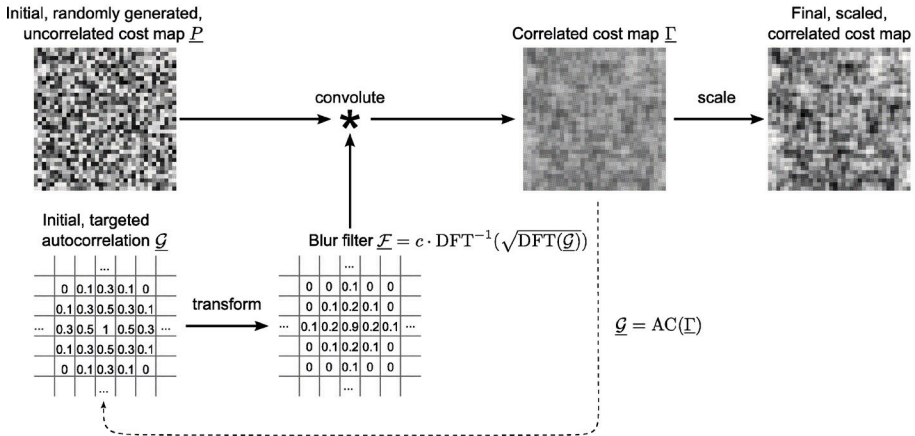 Initial, randomly generated,
uncorrelated cost map P
Correlated cost map Γ
Final, scaled,
correlated cost map
convolute
*
scale
Initial, targeted
autocorrelation 𝒢
Blur filter ℱ = c · DFT⁻¹(√DFT(𝒢))
...
0 0.1 0.3 0.1 0
0.1 0.3 0.5 0.3 0.1
... 0.3 0.5 1 0.5 0.3 ...
0.1 0.3 0.5 0.3 0.1
0 0.1 0.3 0.1 0
...
transform
...
0 0 0.1 0 0
0 0.1 0.2 0.1 0
... 0.1 0.2 0.9 0.2 0.1 ...
0 0.1 0.2 0.1 0
0 0 0.1 0 0
...
𝒢 = AC(Γ)